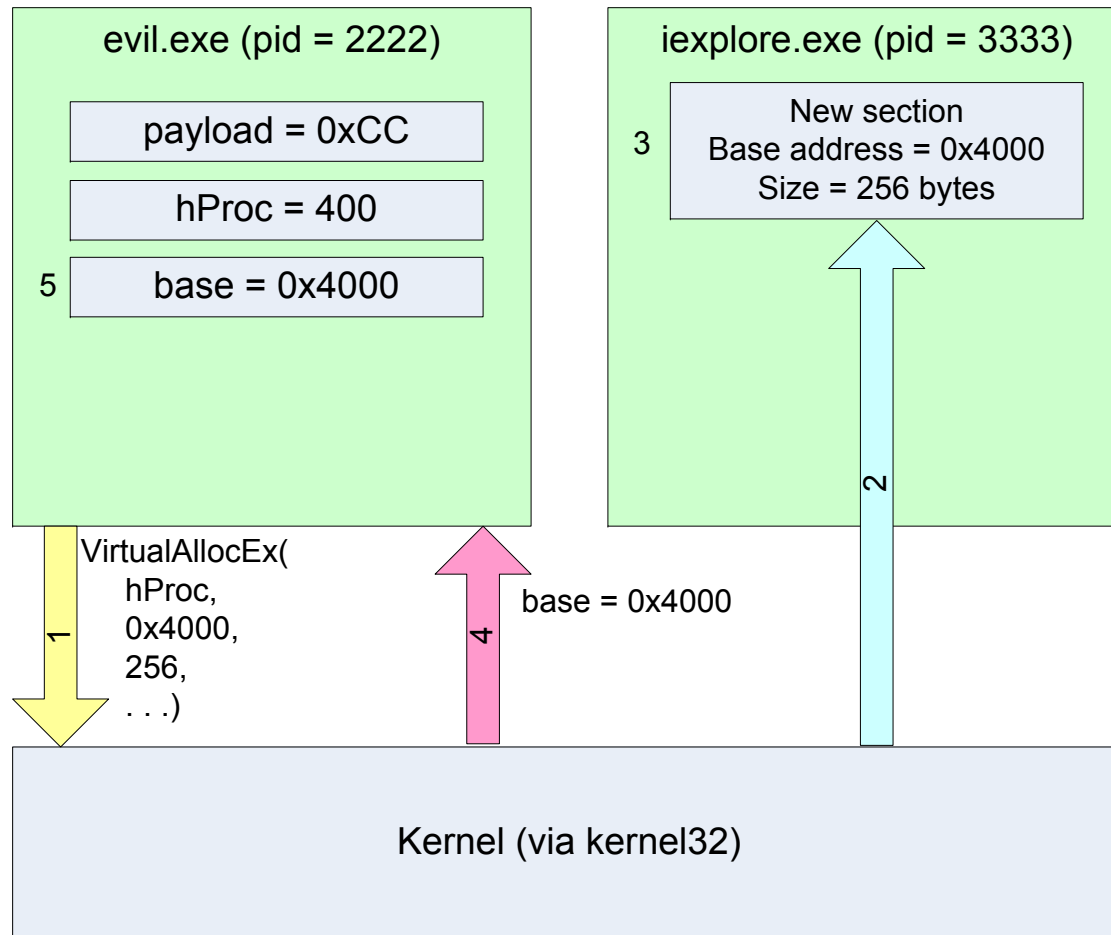 evil.exe (pid = 2222)
payload = 0xCC
hProc = 400
5
base = 0x4000
iexplore.exe (pid = 3333)
3
New section
Base address = 0x4000
Size = 256 bytes
2
1
VirtualAllocEx(
hProc,
0x4000,
256,
. . .)
4
base = 0x4000
Kernel (via kernel32)